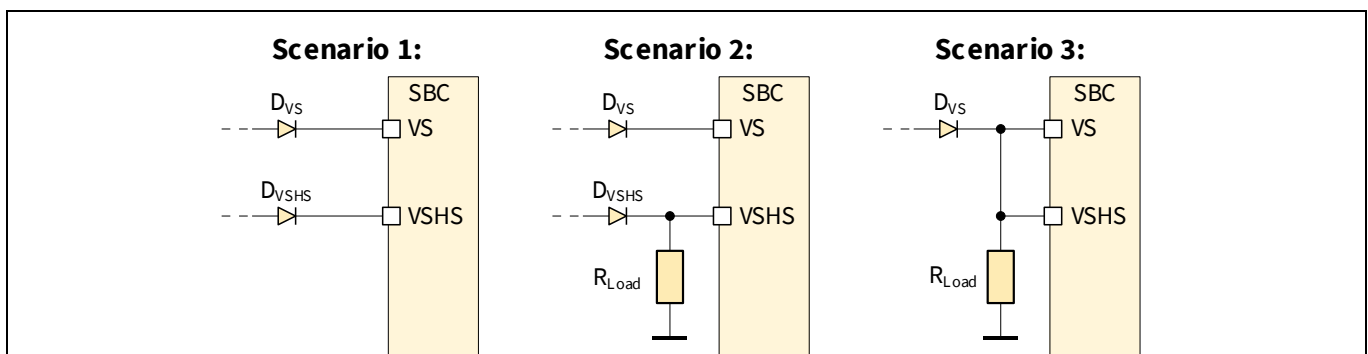 Scenario 1:
Scenario 2:
Scenario 3:
SBC
SBC
SBC
DVS
DVS
DVS
VS
VS
VS
DVSHS
DVSHS
VSHS
VSHS
VSHS
RLoad
RLoad